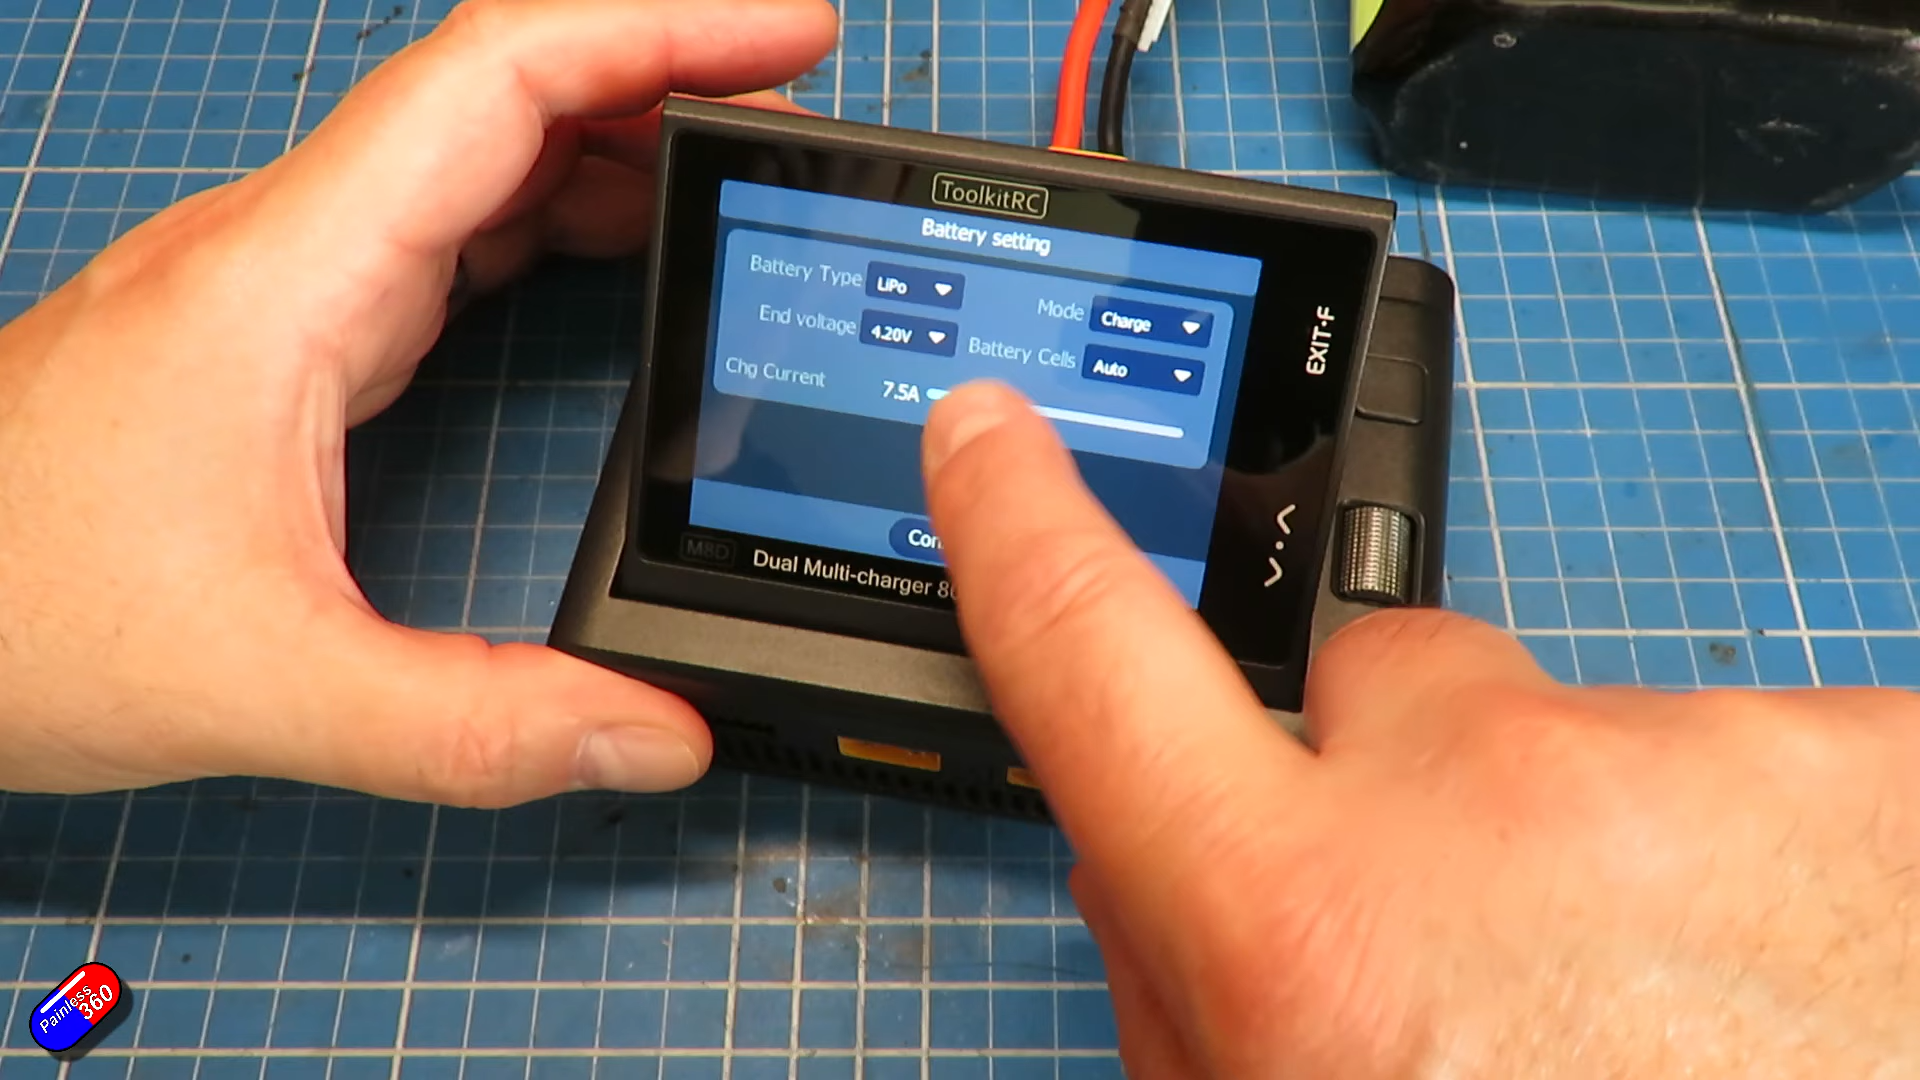 ToolkitRC
Battery setting
Battery Type LiPo
Mode Charge
End voltage 4.20V
Battery Cells Auto
Chg Current 7.5A
EXIT·F
M8D
Dual Multi-charger
Painless
360